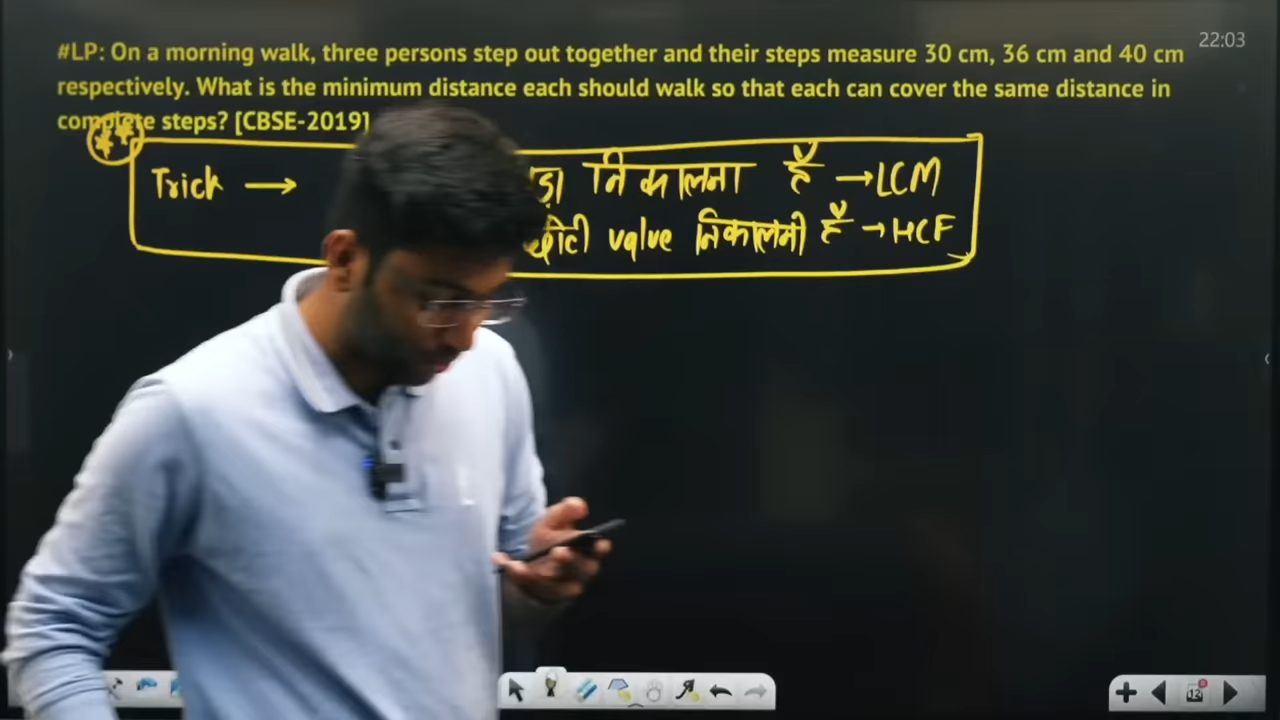 22:03
#LP: On a morning walk, three persons step out together and their steps measure 30 cm, 36 cm and 40 cm
respectively. What is the minimum distance each should walk so that each can cover the same distance in
complete steps? [CBSE-2019]
Trick → निकालना है → LCM
छोटी value निकालनी है → HCF
12